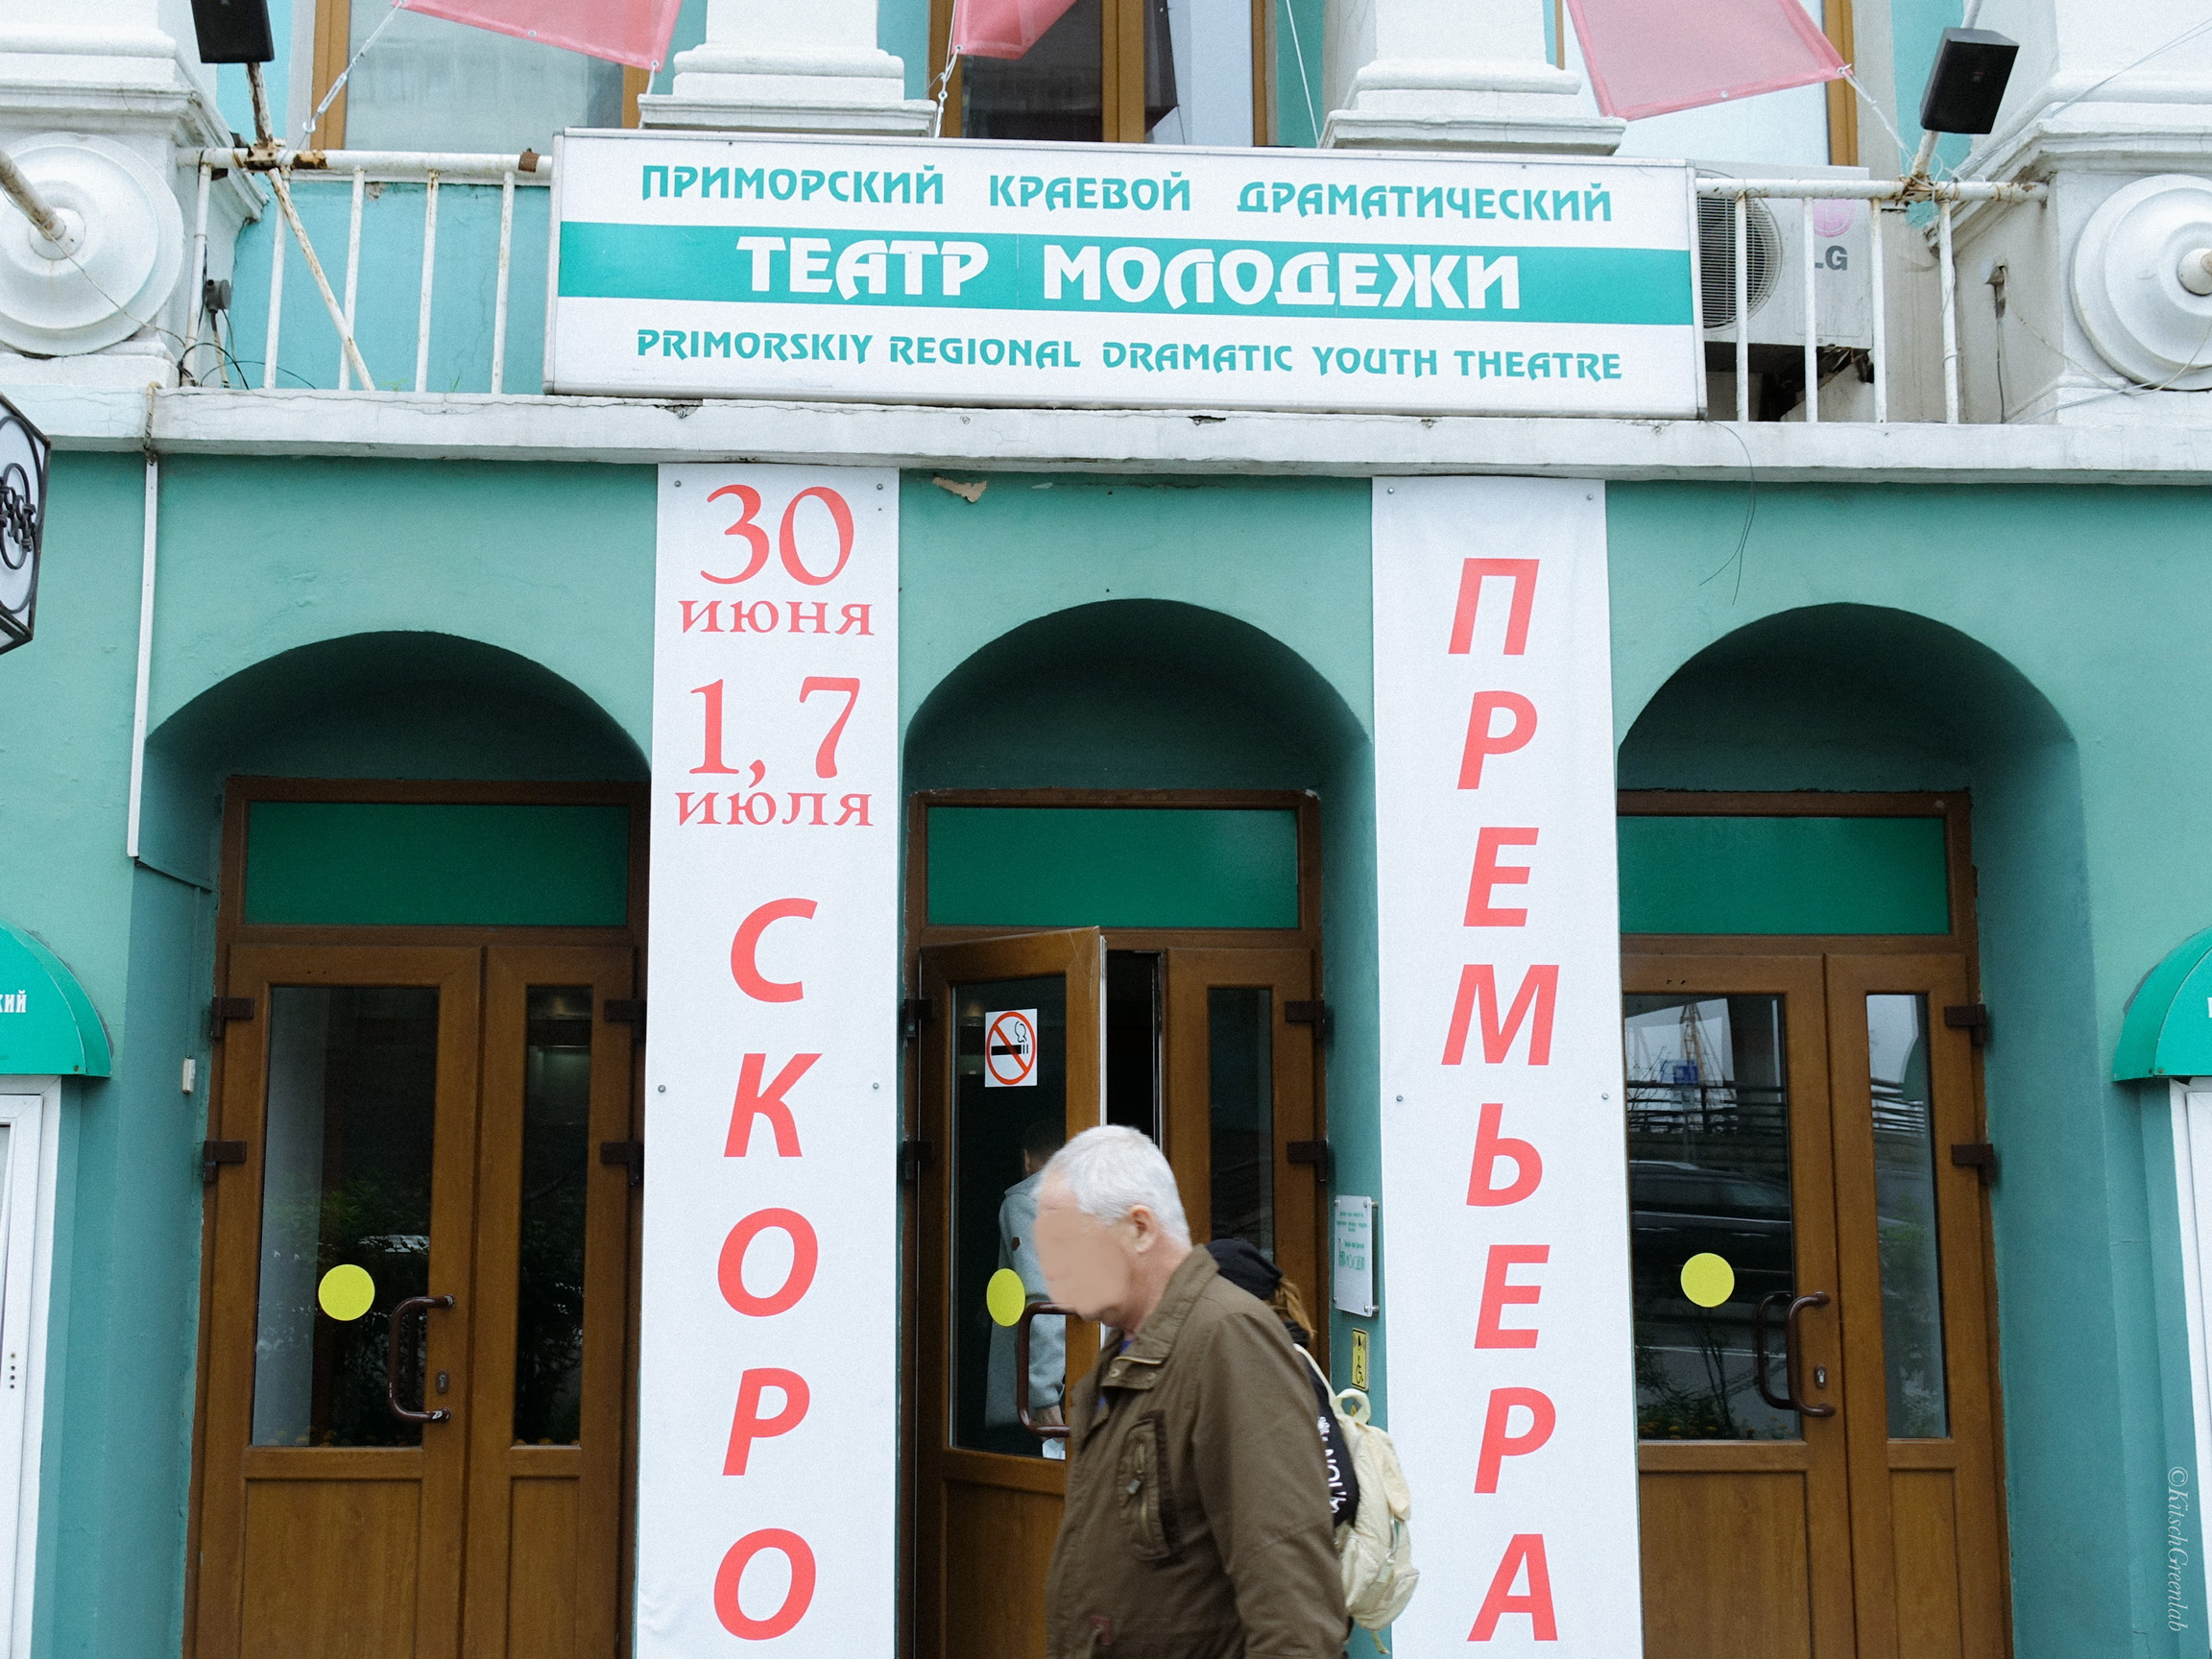 ПРИМОРСКИЙ КРАЕВОЙ ДРАМАТИЧЕСКИЙ
ТЕАТР МОЛОДЕЖИ
PRIMORSKIY REGIONAL DRAMATIC YOUTH THEATRE
LG
30
ИЮНЯ
1, 7
ИЮЛЯ
СКОРО
ПРЕМЬЕРА
КИЙ
©KitschGreenlab